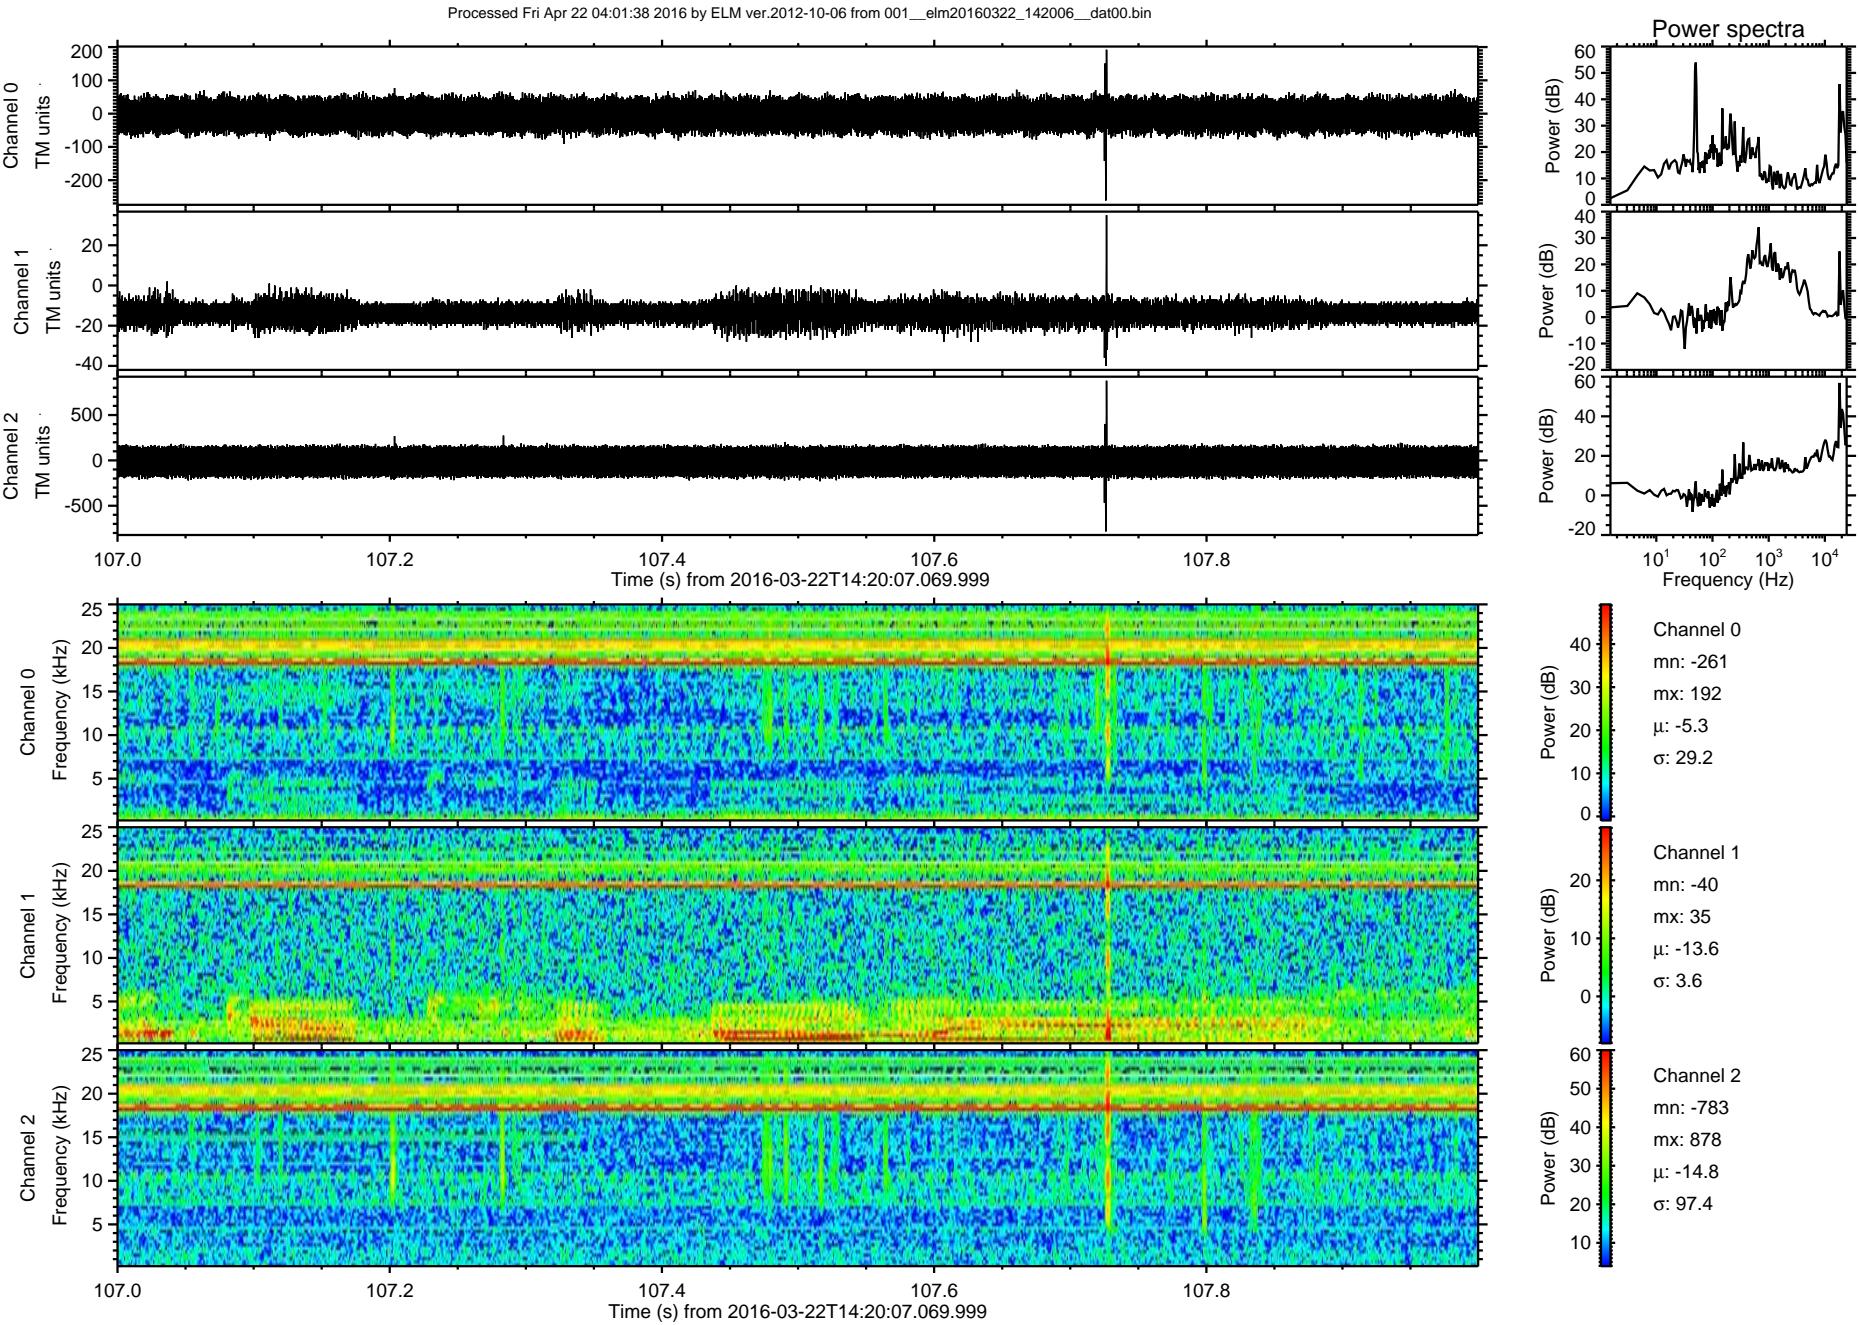 Processed Fri Apr 22 04:01:38 2016 by ELM ver.2012-10-06 from 001__elm20160322_142006__dat00.bin
Power spectra
Channel 0
TM units
200
100
0
-100
-200
Power (dB)
60
50
40
30
20
10
0
Channel 1
TM units
20
0
-20
-40
Power (dB)
40
30
20
10
0
-10
-20
Channel 2
TM units
500
0
-500
Power (dB)
60
40
20
0
-20
107.0
107.2
107.4
107.6
107.8
Time (s) from 2016-03-22T14:20:07.069.999
10^1
10^2
10^3
10^4
Frequency (Hz)
Channel 0
Frequency (kHz)
25
20
15
10
5
Power (dB)
40
30
20
10
0
Channel 0
mn: -261
mx: 192
μ: -5.3
σ: 29.2
Channel 1
Frequency (kHz)
25
20
15
10
5
Power (dB)
20
10
0
Channel 1
mn: -40
mx: 35
μ: -13.6
σ: 3.6
Channel 2
Frequency (kHz)
25
20
15
10
5
Power (dB)
60
50
40
30
20
10
Channel 2
mn: -783
mx: 878
μ: -14.8
σ: 97.4
107.0
107.2
107.4
107.6
107.8
Time (s) from 2016-03-22T14:20:07.069.999